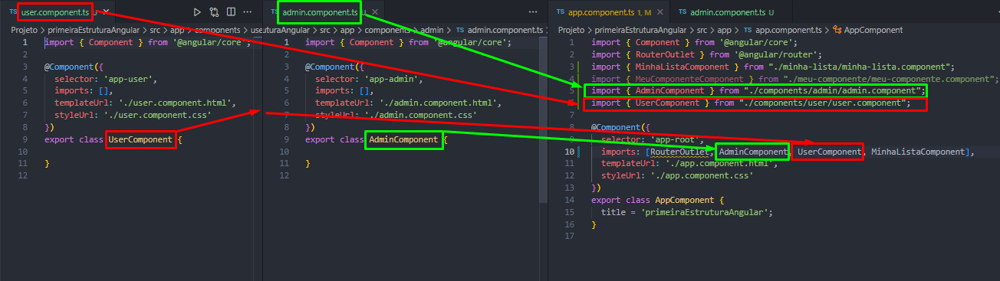 user.component.ts U
Projeto > primeiraEstruturaAngular > src > app > components > use
1 import { Component } from '@angular/core';
2
3 @Component({
4 selector: 'app-user',
5 imports: [],
6 templateUrl: './user.component.html',
7 styleUrl: './user.component.css'
8 })
9 export class UserComponent {
10
11 }
12
admin.component.ts U
uturaAngular > src > app > components > admin > TS admin.component.ts >
1 import { Component } from '@angular/core';
2
3 @Component({
4 selector: 'app-admin',
5 imports: [],
6 templateUrl: './admin.component.html',
7 styleUrl: './admin.component.css'
8 })
9 export class AdminComponent {
10
11 }
12
TS app.component.ts 1, M
TS admin.component.ts U
Projeto > primeiraEstruturaAngular > src > app > TS app.component.ts > AppComponent
1 import { Component } from '@angular/core';
2 import { RouterOutlet } from '@angular/router';
3 import { MinhaListaComponent } from "./minha-lista/minha-lista.component";
4 import { MeuComponenteComponent } from "./meu-componente/meu-componente.component";
5 import { AdminComponent } from "./components/admin/admin.component";
6 import { UserComponent } from "./components/user/user.component";
7
8 @Component({
9 selector: 'app-root',
10 imports: [RouterOutlet, AdminComponent, UserComponent, MinhaListaComponent],
11 templateUrl: './app.component.html',
12 styleUrl: './app.component.css'
13 })
14 export class AppComponent {
15 title = 'primeiraEstruturaAngular';
16 }
17